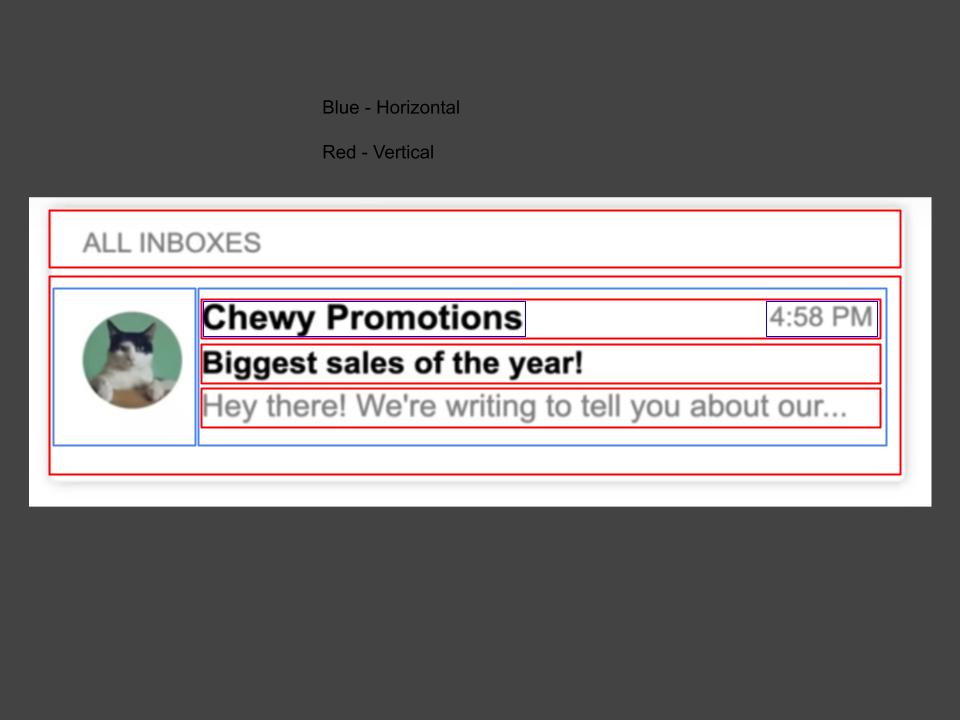 Blue - Horizontal
Red - Vertical
ALL INBOXES
Chewy Promotions 4:58 PM
Biggest sales of the year!
Hey there! We're writing to tell you about our...